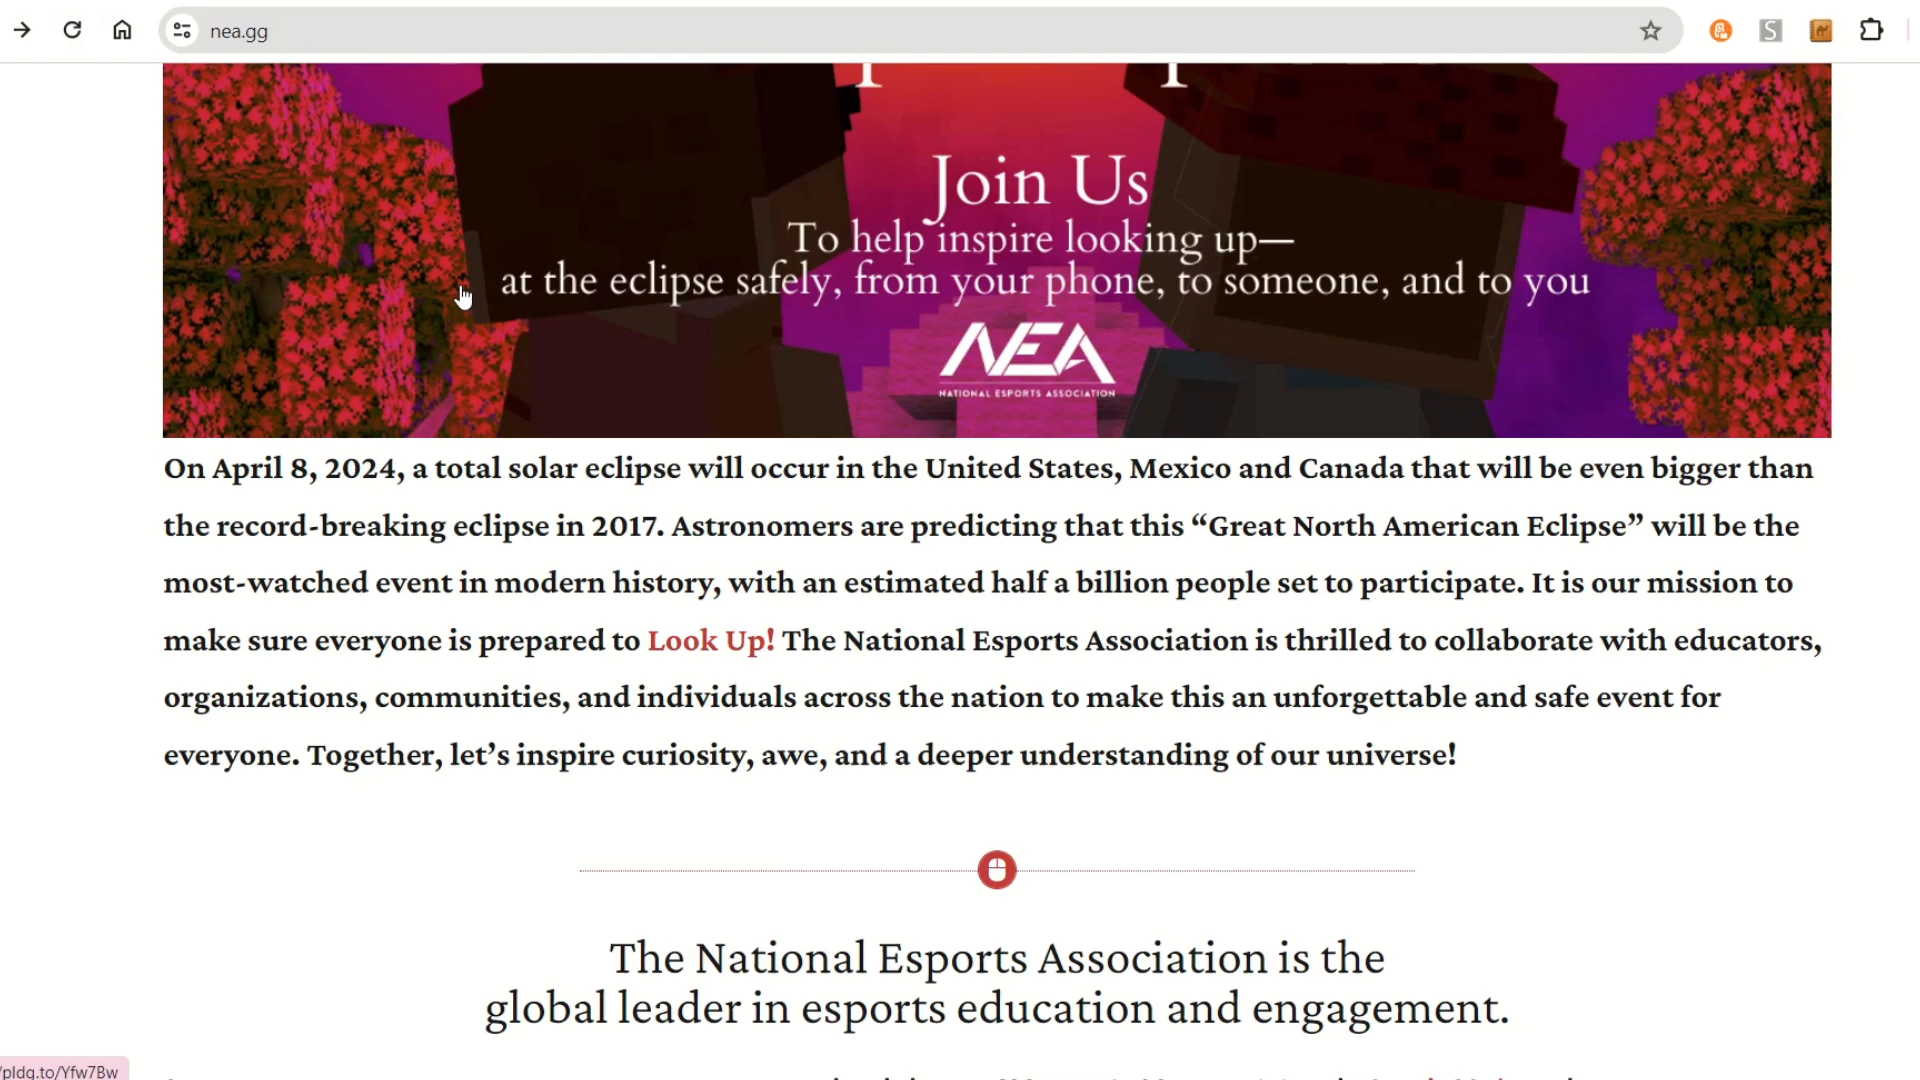 nea.gg
Join Us
To help inspire looking up—
at the eclipse safely, from your phone, to someone, and to you
NEA
NATIONAL ESPORTS ASSOCIATION
On April 8, 2024, a total solar eclipse will occur in the United States, Mexico and Canada that will be even bigger than
the record-breaking eclipse in 2017. Astronomers are predicting that this “Great North American Eclipse” will be the
most-watched event in modern history, with an estimated half a billion people set to participate. It is our mission to
make sure everyone is prepared to Look Up! The National Esports Association is thrilled to collaborate with educators,
organizations, communities, and individuals across the nation to make this an unforgettable and safe event for
everyone. Together, let’s inspire curiosity, awe, and a deeper understanding of our universe!
The National Esports Association is the
global leader in esports education and engagement.
/pldg.to/Yfw7Bw